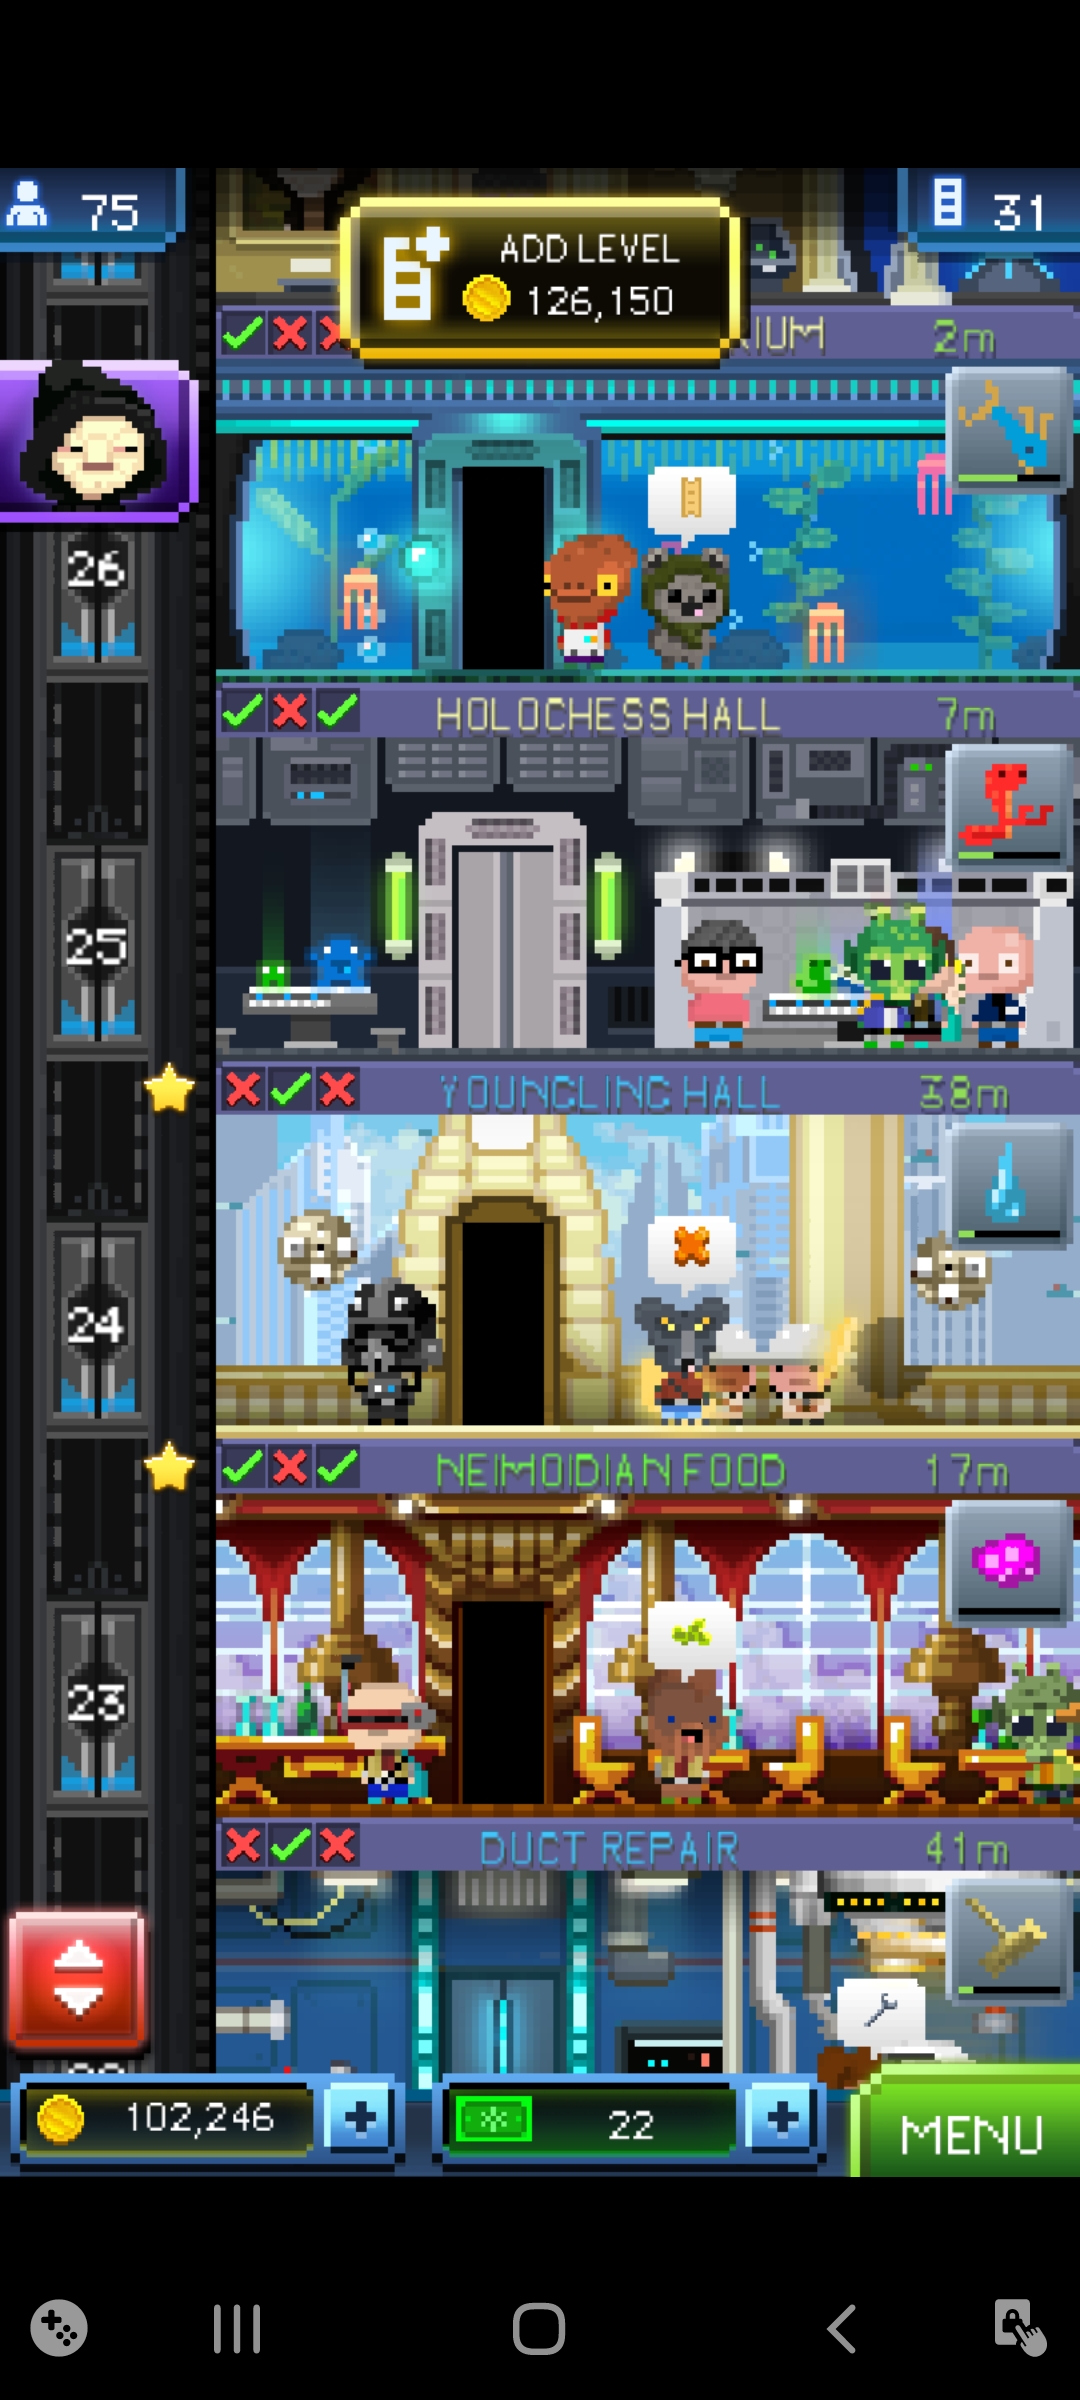 75
31
ADD LEVEL
126,150
RIUM 2m
26
HOLOCHESS HALL 7m
25
YOUNGLING HALL 38m
24
NEIMOIDIAN FOOD 17m
23
DUCT REPAIR 41m
102,246
22
MENU